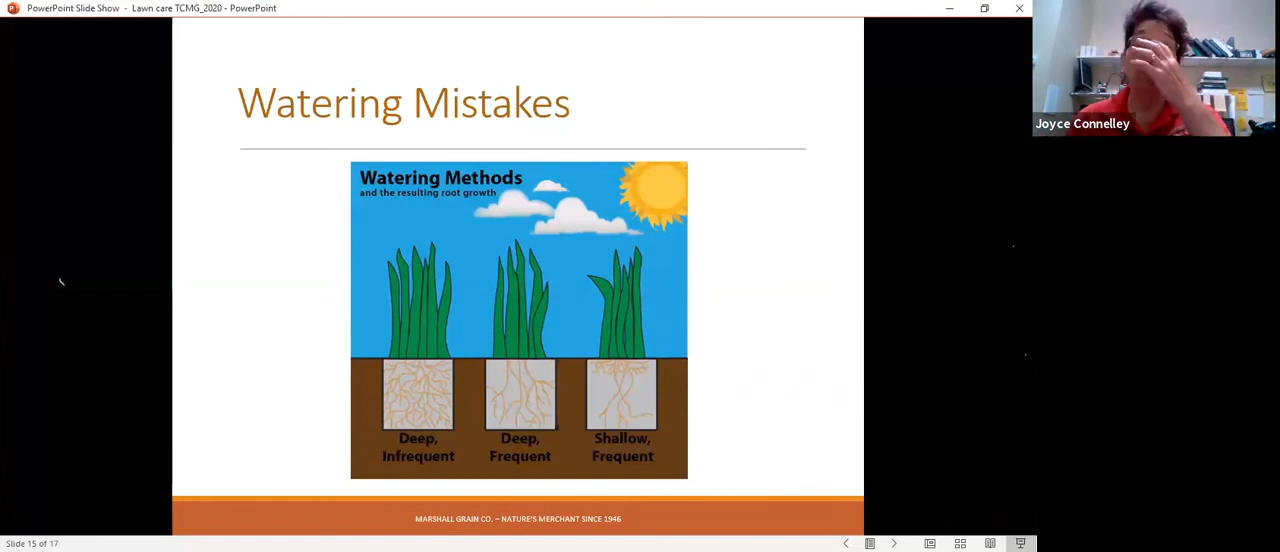 PowerPoint Slide Show - Lawn care TCMG_2020 - PowerPoint
Joyce Connelley
Watering Mistakes
Watering Methods
and the resulting root growth
Deep,
Infrequent
Deep,
Frequent
Shallow,
Frequent
MARSHALL GRAIN CO. – NATURE'S MERCHANT SINCE 1946
Slide 15 of 17